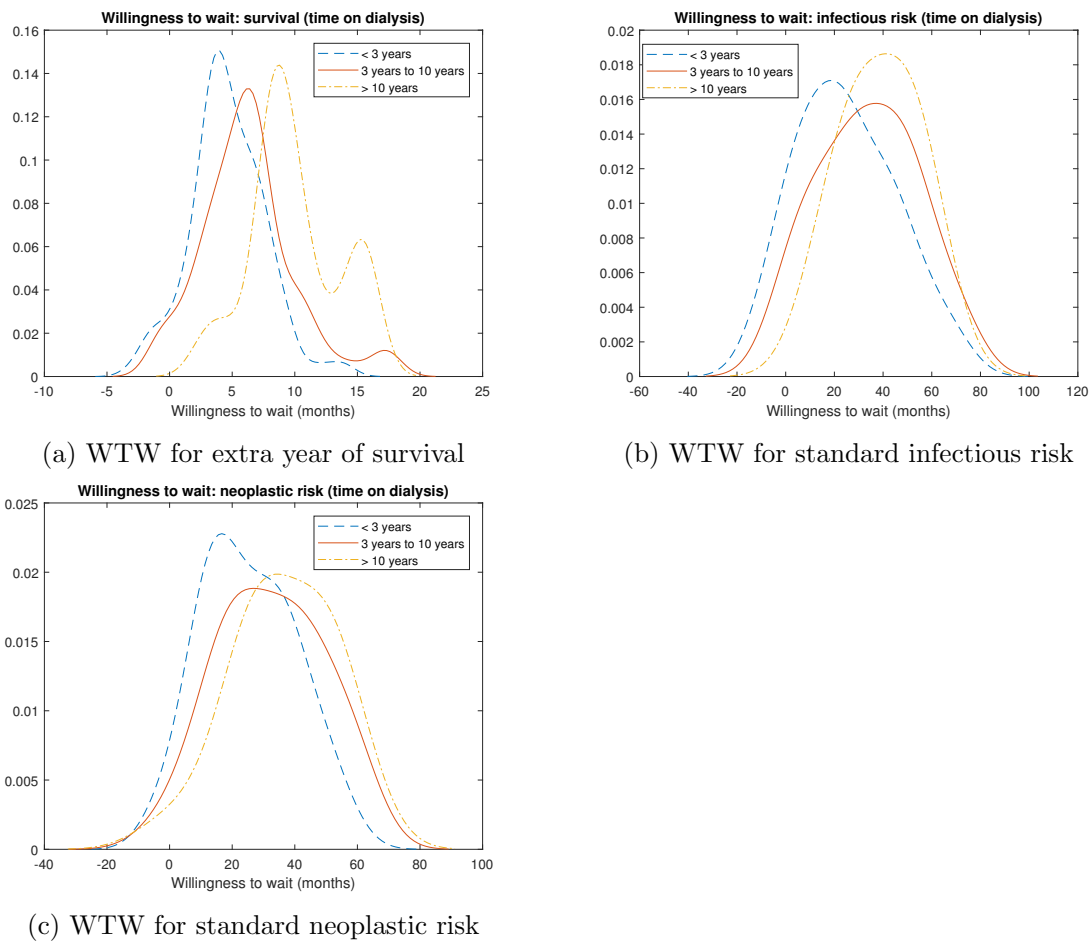 Willingness to wait: survival (time on dialysis)
0.16
0.14
0.12
0.1
0.08
0.06
0.04
0.02
0
-10
-5
0
5
10
15
20
25
Willingness to wait (months)
< 3 years
3 years to 10 years
> 10 years
(a) WTW for extra year of survival
Willingness to wait: infectious risk (time on dialysis)
0.02
0.018
0.016
0.014
0.012
0.01
0.008
0.006
0.004
0.002
0
-60
-40
-20
0
20
40
60
80
100
120
Willingness to wait (months)
< 3 years
3 years to 10 years
> 10 years
(b) WTW for standard infectious risk
Willingness to wait: neoplastic risk (time on dialysis)
0.025
0.02
0.015
0.01
0.005
0
-40
-20
0
20
40
60
80
100
Willingness to wait (months)
< 3 years
3 years to 10 years
> 10 years
(c) WTW for standard neoplastic risk